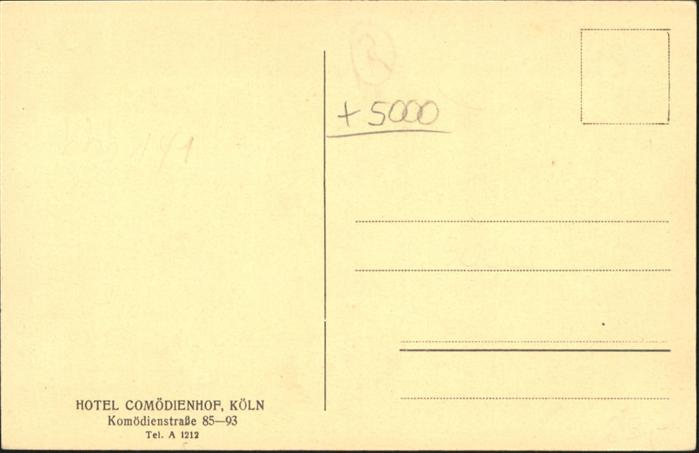 + 5000
HOTEL COMÖDIENHOF, KÖLN
Komödienstraße 85—93
Tel. A 1212